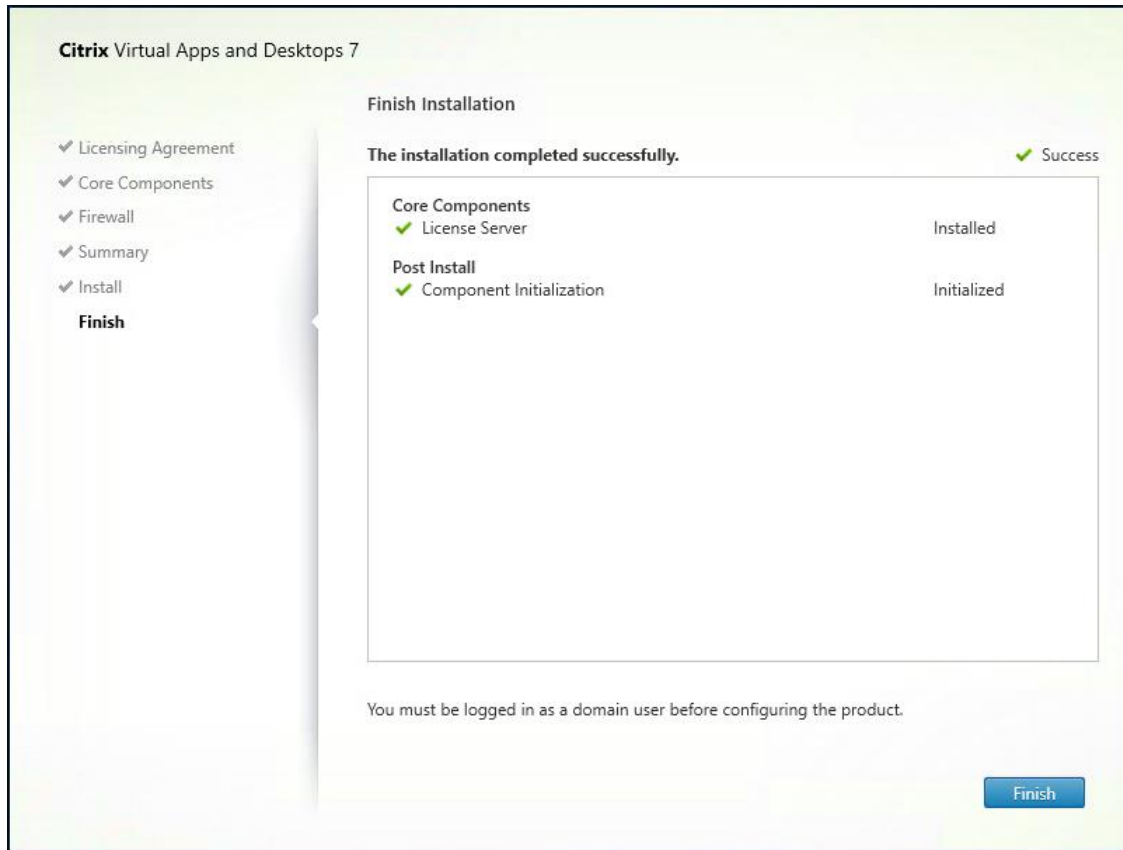 Citrix Virtual Apps and Desktops 7
Licensing Agreement
Core Components
Firewall
Summary
Install
Finish
Finish Installation
The installation completed successfully.
Success
Core Components
License Server
Installed
Post Install
Component Initialization
Initialized
You must be logged in as a domain user before configuring the product.
Finish